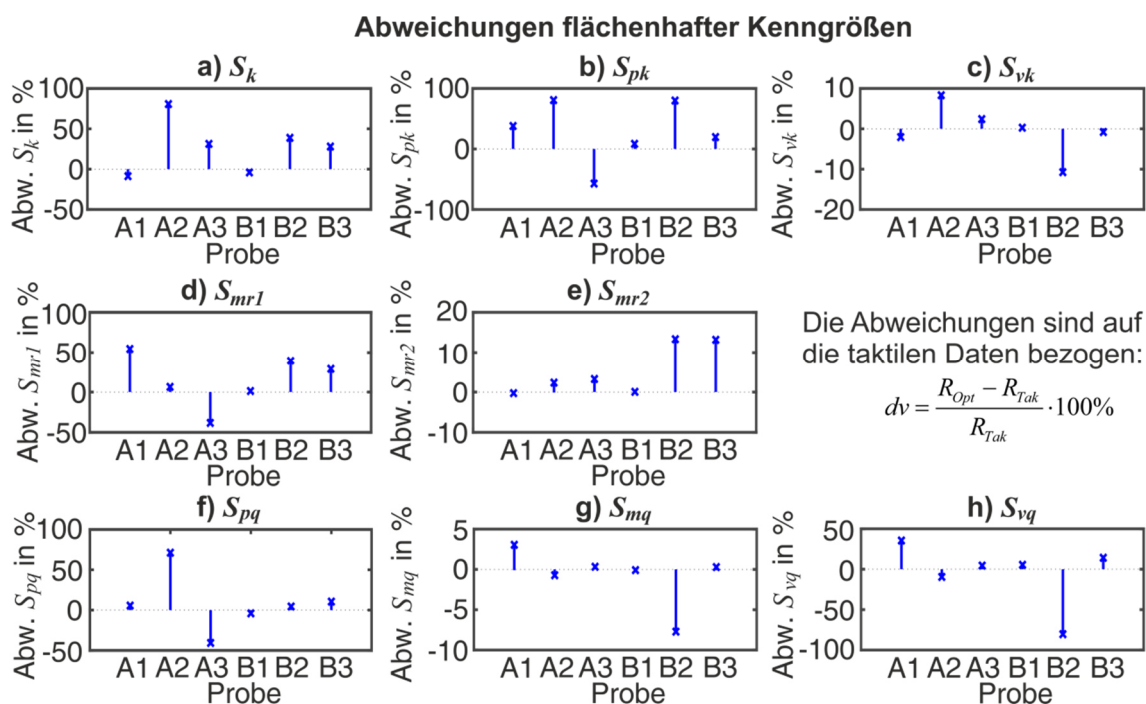 Abweichungen flächenhafter Kenngrößen
a) Sk
Abw. Sk in %
100
50
0
-50
A1 A2 A3 B1 B2 B3
Probe
b) Spk
Abw. Spk in %
100
0
-100
A1 A2 A3 B1 B2 B3
Probe
c) Svk
Abw. Svk in %
10
0
-10
-20
A1 A2 A3 B1 B2 B3
Probe
d) Smr1
Abw. Smr1 in %
100
50
0
-50
A1 A2 A3 B1 B2 B3
Probe
e) Smr2
Abw. Smr2 in %
20
10
0
-10
A1 A2 A3 B1 B2 B3
Probe
Die Abweichungen sind auf
die taktilen Daten bezogen:
dv = (ROpt − RTak) / RTak · 100%
f) Spq
Abw. Spq in %
100
50
0
-50
A1 A2 A3 B1 B2 B3
Probe
g) Smq
Abw. Smq in %
5
0
-5
-10
A1 A2 A3 B1 B2 B3
Probe
h) Svq
Abw. Svq in %
50
0
-50
-100
A1 A2 A3 B1 B2 B3
Probe